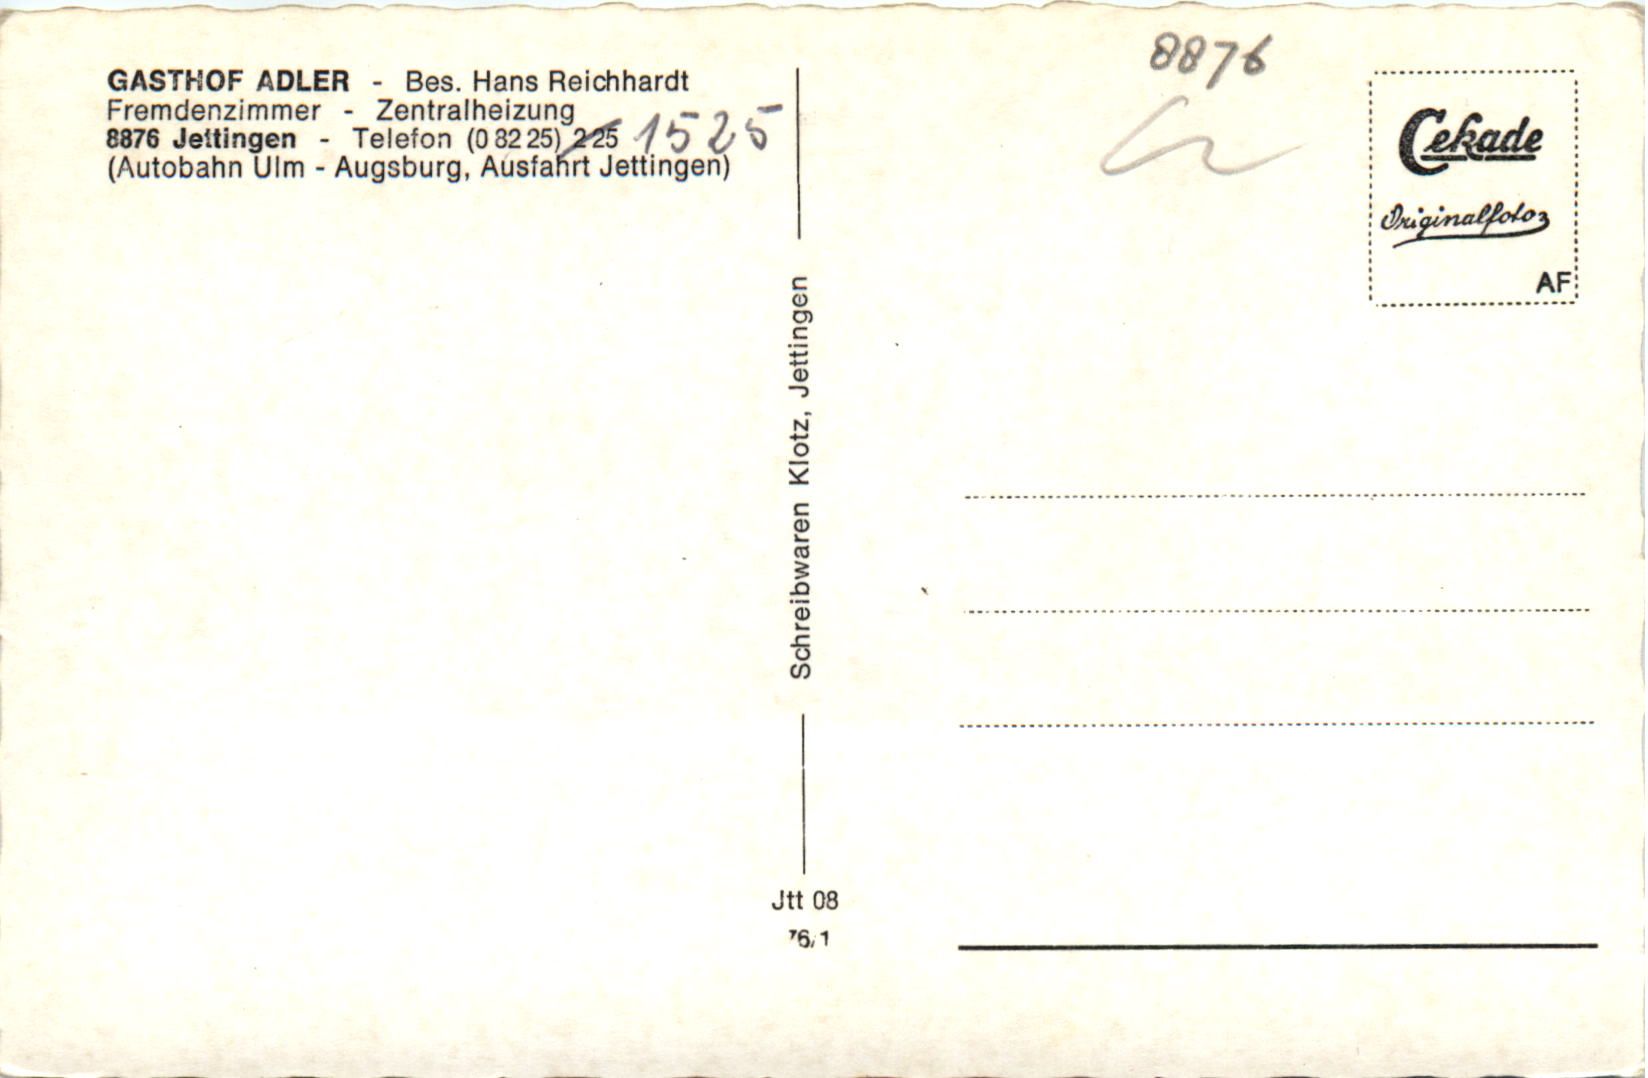 GASTHOF ADLER - Bes. Hans Reichhardt
Fremdenzimmer - Zentralheizung
8876 Jettingen - Telefon (0 82 25) 225 1525
(Autobahn Ulm - Augsburg, Ausfahrt Jettingen)
Schreibwaren Klotz, Jettingen
Jtt 08
76/1
8876
Cekade
Originalfoto
AF